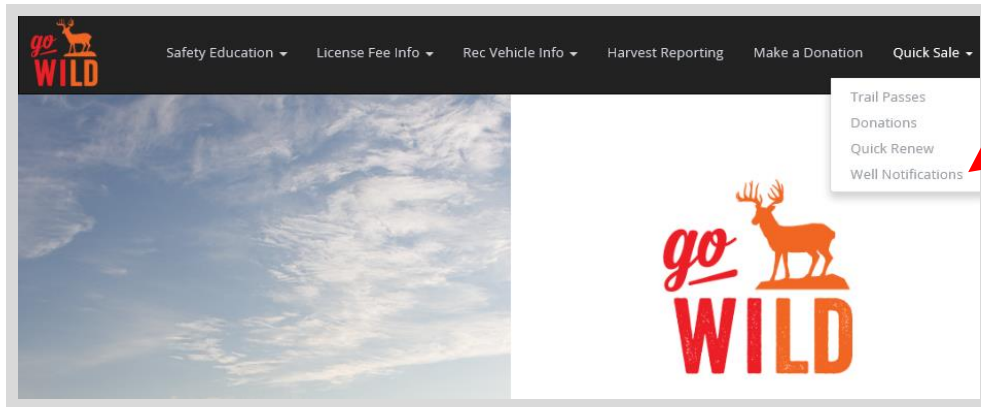 go
WILD
Safety Education License Fee Info Rec Vehicle Info Harvest Reporting Make a Donation Quick Sale
Trail Passes
Donations
Quick Renew
Well Notifications
go
WILD